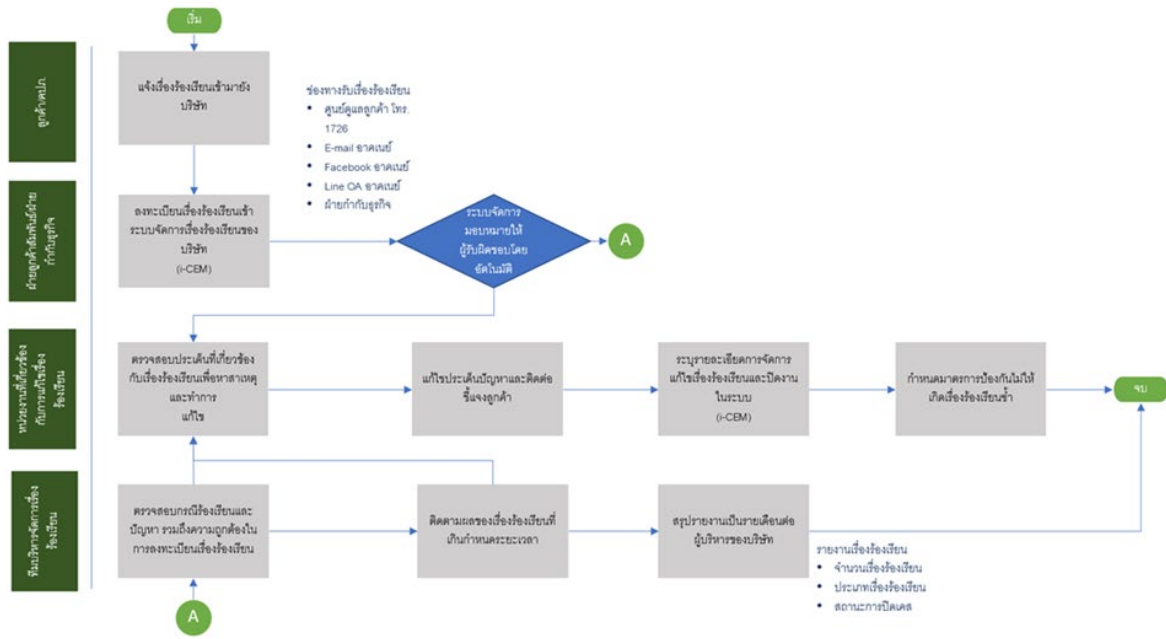 เริ่ม
ลูกค้า/คปภ.
แจ้งเรื่องร้องเรียนเข้ามายัง
บริษัท
ช่องทางรับเรื่องร้องเรียน
• ศูนย์ดูแลลูกค้า โทร.
1726
• E-mail อาคเนย์
• Facebook อาคเนย์
• Line OA อาคเนย์
• ฝ่ายกำกับธุรกิจ
ฝ่ายลูกค้าสัมพันธ์/ฝ่าย
กำกับธุรกิจ
ลงทะเบียนเรื่องร้องเรียนเข้า
ระบบจัดการเรื่องร้องเรียนของ
บริษัท
(i-CEM)
ระบบจัดการ
มอบหมายให้
ผู้รับผิดชอบโดย
อัตโนมัติ
A
หน่วยงานที่เกี่ยวข้อง
กับการแก้ไขเรื่อง
ร้องเรียน
ตรวจสอบประเด็นที่เกี่ยวข้อง
กับเรื่องร้องเรียนเพื่อหาสาเหตุ
และทำการ
แก้ไข
แก้ไขประเด็นปัญหาและติดต่อ
ชี้แจงลูกค้า
ระบุรายละเอียดการจัดการ
แก้ไขเรื่องร้องเรียนและปิดงาน
ในระบบ
(i-CEM)
กำหนดมาตรการป้องกันไม่ให้
เกิดเรื่องร้องเรียนซ้ำ
จบ
ทีมบริหารจัดการเรื่อง
ร้องเรียน
ตรวจสอบกรณีร้องเรียนและ
ปัญหา รวมถึงความถูกต้องใน
การลงทะเบียนเรื่องร้องเรียน
ติดตามผลของเรื่องร้องเรียนที่
เกินกำหนดระยะเวลา
สรุปรายงานเป็นรายเดือนต่อ
ผู้บริหารของบริษัท
รายงานเรื่องร้องเรียน
• จำนวนเรื่องร้องเรียน
• ประเภทเรื่องร้องเรียน
• สถานะการปิดเคส
A